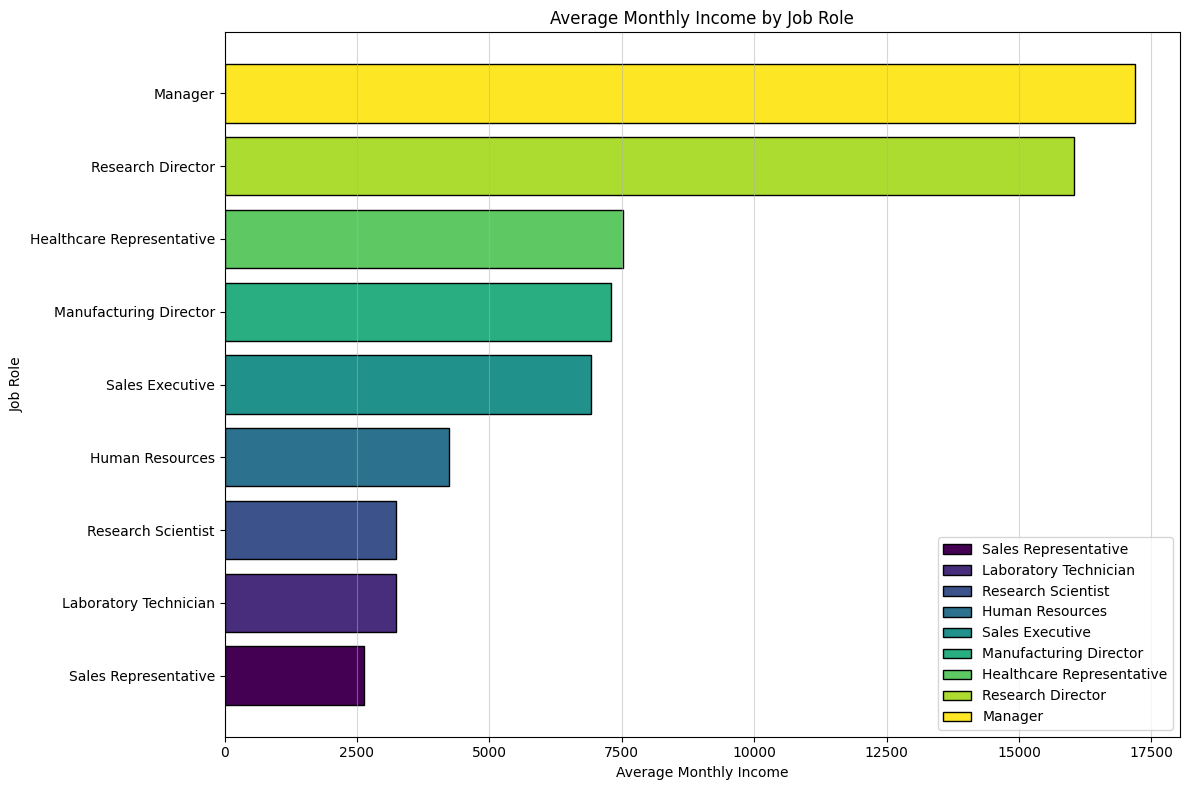 Average Monthly Income by Job Role
Job Role
Manager
Research Director
Healthcare Representative
Manufacturing Director
Sales Executive
Human Resources
Research Scientist
Laboratory Technician
Sales Representative
Sales Representative
Laboratory Technician
Research Scientist
Human Resources
Sales Executive
Manufacturing Director
Healthcare Representative
Research Director
Manager
0 2500 5000 7500 10000 12500 15000 17500
Average Monthly Income